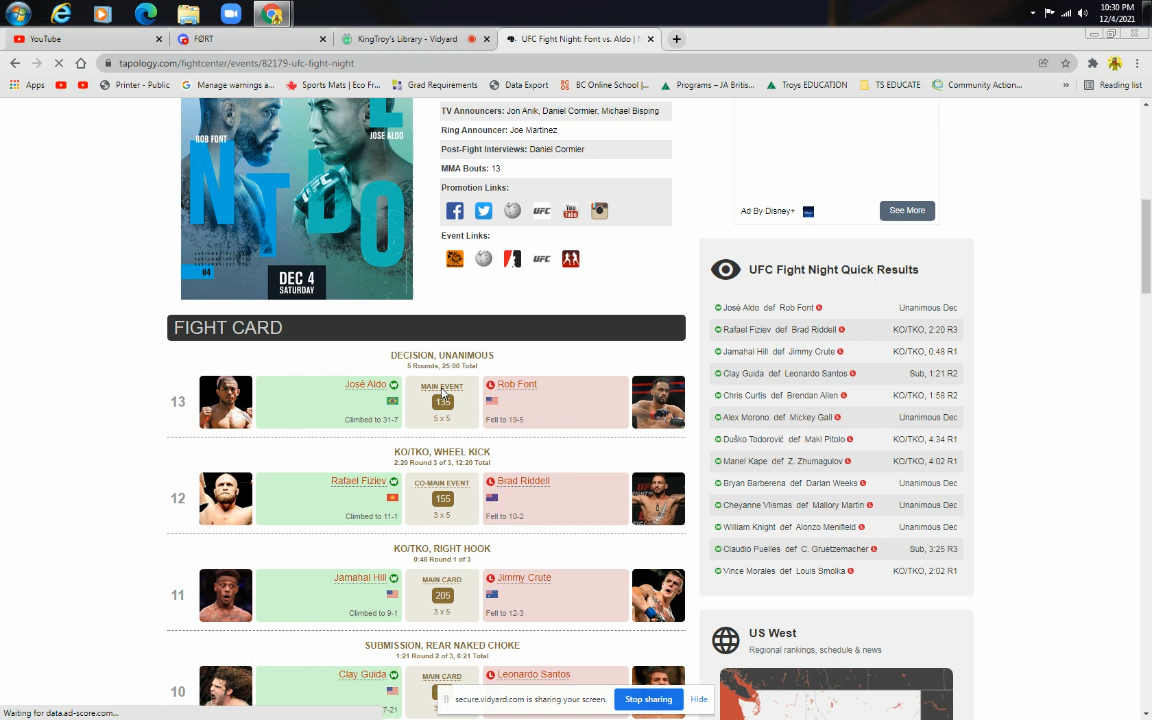 10:30 PM
12/4/2021
YouTube
FØRT
KingTroy's Library - Vidyard
UFC Fight Night: Font vs. Aldo |
tapology.com/fightcenter/events/82179-ufc-fight-night
Apps
Printer - Public
Manage warnings a...
Sports Mats | Eco Fr...
Grad Requirements
Data Export
BC Online School |...
Programs – JA Britis...
Troys EDUCATION
TS EDUCATE
Community Action...
»
Reading list
ROB FONT
JOSE ALDO
NT
DO
UFC
#4
DEC 4
SATURDAY
TV Announcers: Jon Anik, Daniel Cormier, Michael Bisping
Ring Announcer: Joe Martinez
Post-Fight Interviews: Daniel Cormier
MMA Bouts: 13
Promotion Links:
UFC
You Tube
Event Links:
UFC
Ad By Disney+
See More
UFC Fight Night Quick Results
José Aldo def Rob Font L Unanimous Dec
Rafael Fiziev def Brad Riddell L KO/TKO, 2:20 R3
Jamahal Hill def Jimmy Crute L KO/TKO, 0:48 R1
Clay Guida def Leonardo Santos L Sub, 1:21 R2
Chris Curtis def Brendan Allen L KO/TKO, 1:58 R2
Alex Morono def Mickey Gall L Unanimous Dec
Duško Todorović def Maki Pitolo L KO/TKO, 4:34 R1
Manel Kape def Z. Zhumagulov L KO/TKO, 4:02 R1
Bryan Barberena def Darian Weeks L Unanimous Dec
Cheyanne Vlismas def Mallory Martin L Unanimous Dec
William Knight def Alonzo Menifield L Unanimous Dec
Claudio Puelles def C. Gruetzemacher L Sub, 3:25 R3
Vince Morales def Louis Smolka L KO/TKO, 2:02 R1
FIGHT CARD
DECISION, UNANIMOUS
5 Rounds, 25:00 Total
13
José Aldo W
Climbed to 31-7
MAIN EVENT
135
5 x 5
L Rob Font
Fell to 19-5
KO/TKO, WHEEL KICK
2:20 Round 3 of 3, 12:20 Total
12
Rafael Fiziev W
Climbed to 11-1
CO-MAIN EVENT
155
3 x 5
L Brad Riddell
Fell to 10-2
KO/TKO, RIGHT HOOK
0:48 Round 1 of 3
11
Jamahal Hill W
Climbed to 9-1
MAIN CARD
205
3 x 5
L Jimmy Crute
Fell to 12-3
SUBMISSION, REAR NAKED CHOKE
1:21 Round 2 of 3, 6:21 Total
10
Clay Guida W
MAIN CARD
L Leonardo Santos
US West
Regional rankings, schedule & news
secure.vidyard.com is sharing your screen.
Stop sharing
Hide
Waiting for data.ad-score.com...